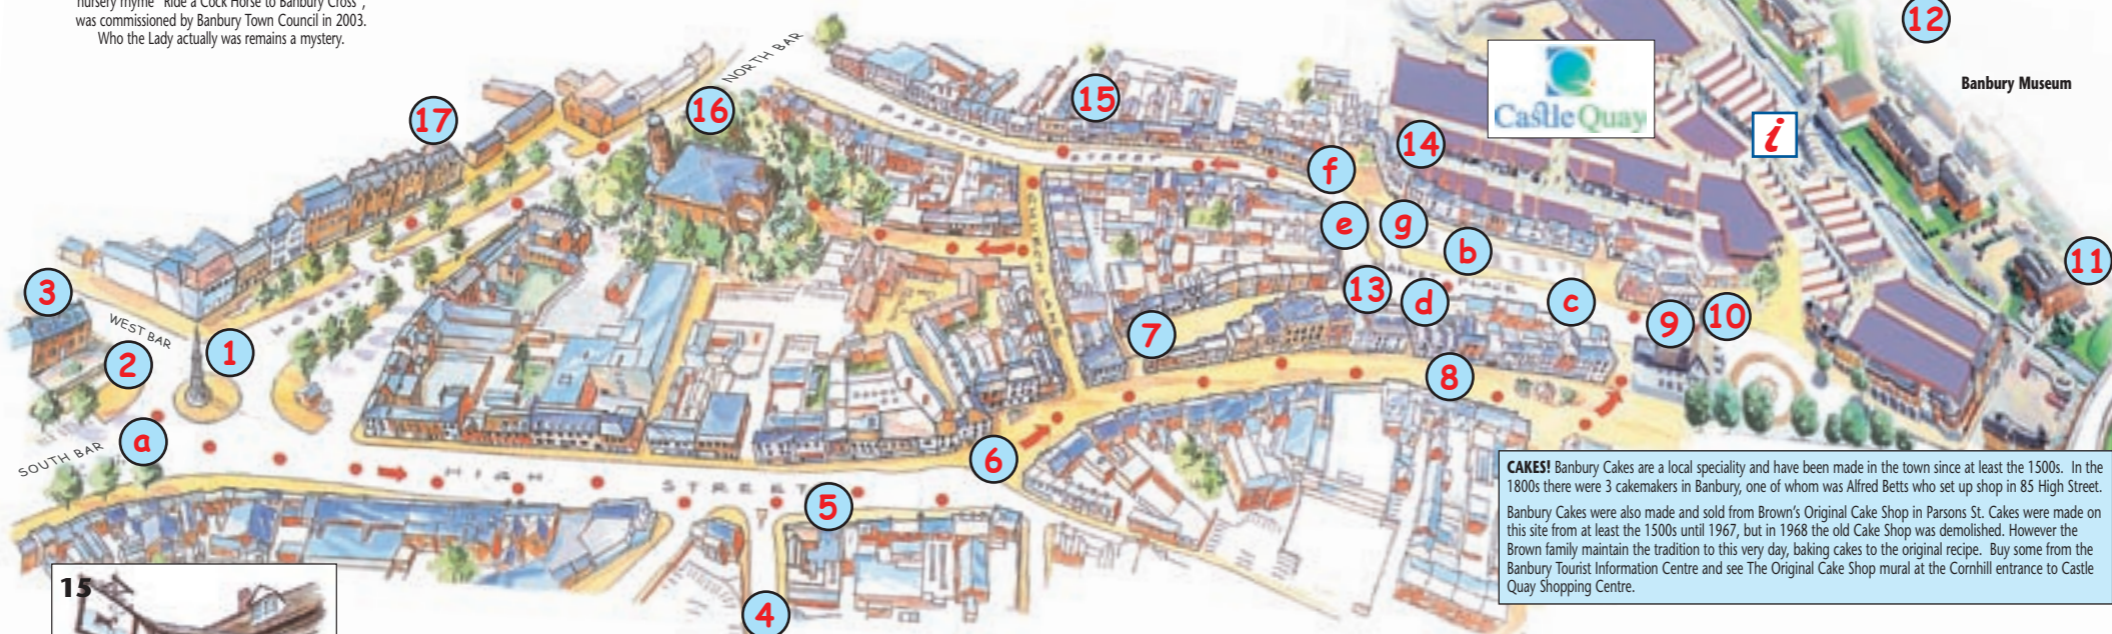 nursery rhyme "Ride a Cock Horse to Banbury Cross",
was commissioned by Banbury Town Council in 2003.
Who the Lady actually was remains a mystery.
NORTH BAR
12
Banbury Museum
CastleQuay
i
17
16
15
14
PARSONS STREET
f
e
g
b
11
3
WEST BAR
2
1
13
d
c
9
10
7
8
a
SOUTH BAR
HIGH STREET
6
5
4
15
CAKES! Banbury Cakes are a local speciality and have been made in the town since at least the 1500s. In the
1800s there were 3 cakemakers in Banbury, one of whom was Alfred Betts who set up shop in 85 High Street.
Banbury Cakes were also made and sold from Brown's Original Cake Shop in Parsons St. Cakes were made on
this site from at least the 1500s until 1967, but in 1968 the old Cake Shop was demolished. However the
Brown family maintain the tradition to this very day, baking cakes to the original recipe. Buy some from the
Banbury Tourist Information Centre and see The Original Cake Shop mural at the Cornhill entrance to Castle
Quay Shopping Centre.